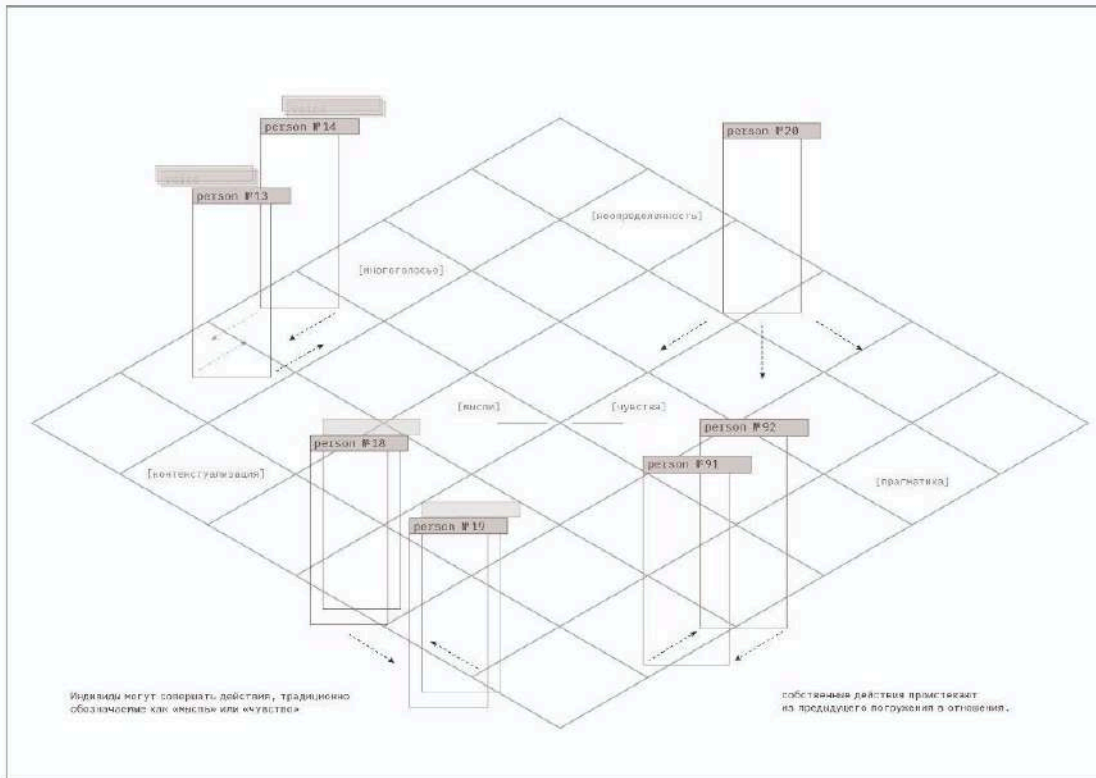 person №14
person №20
person №13
[неопределенность]
[многоголосье]
[мысли]
[чувства]
person №92
person №18
person №91
[контекстуализация]
[прагматика]
person №19
Индивиды могут совершать действия, традиционно
обозначаемые как «мысль» или «чувство»
собственные действия проистекают
из предыдущего погружения в отношения.